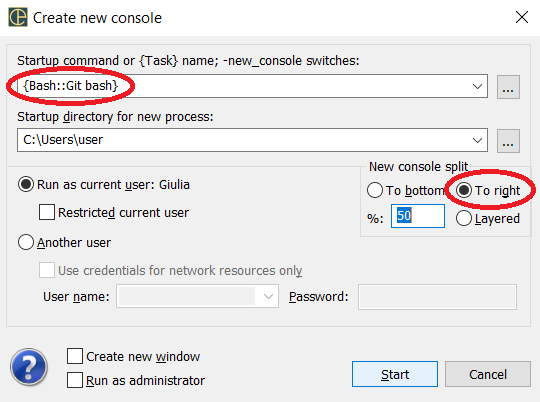 Create new console
Startup command or {Task} name; -new_console switches:
{Bash::Git bash}
...
Startup directory for new process:
C:\Users\user
...
New console split
Run as current user: Giulia
To bottom
To right
Restricted current user
%:
50
Layered
Another user
Use credentials for network resources only
User name:
Password:
Create new window
Run as administrator
Start
Cancel